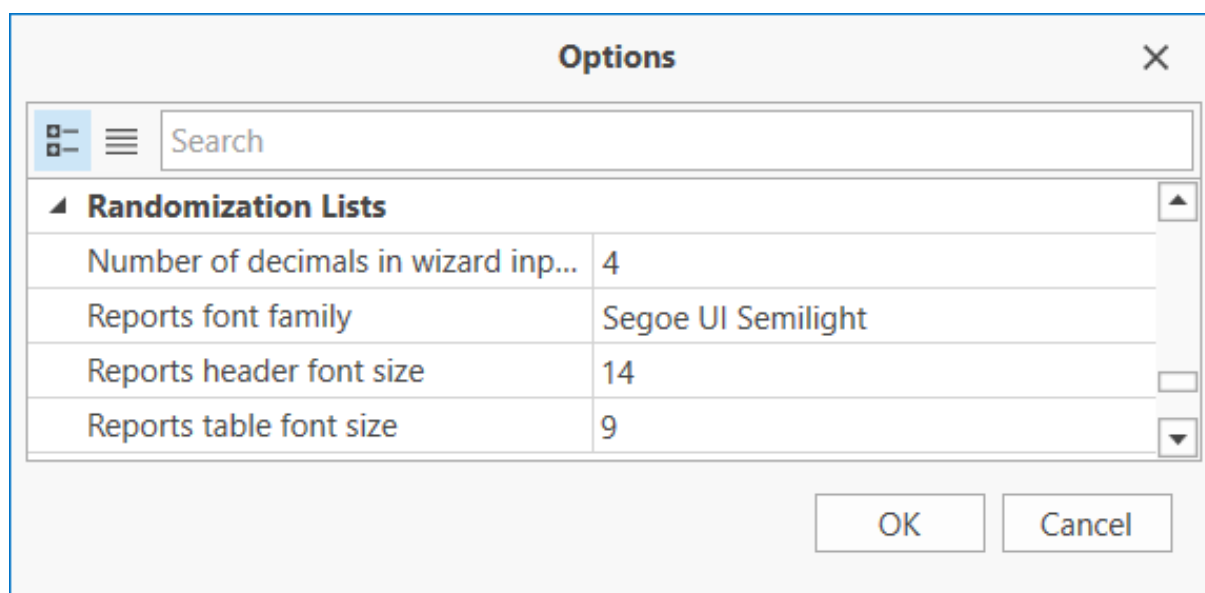 Options
Search
Randomization Lists
Number of decimals in wizard inp... 4
Reports font family Segoe UI Semilight
Reports header font size 14
Reports table font size 9
OK Cancel